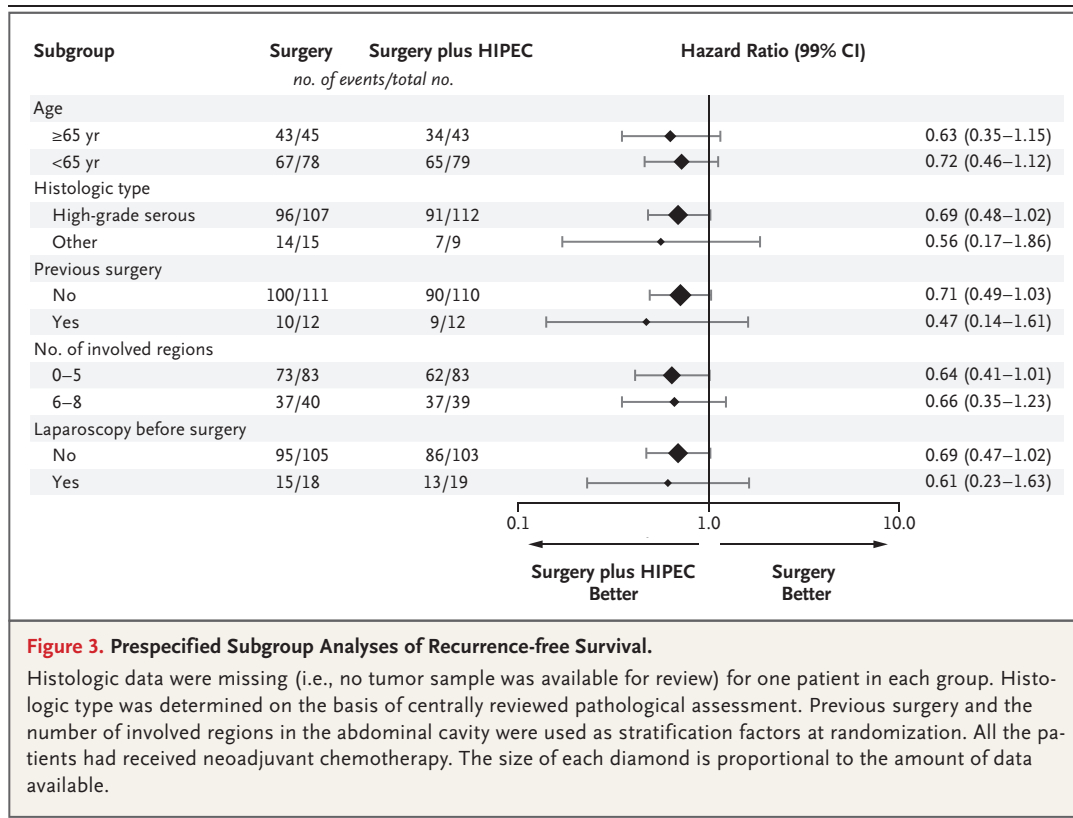 Subgroup Surgery Surgery plus HIPEC Hazard Ratio (99% CI)
no. of events/total no.
Age
≥65 yr 43/45 34/43 0.63 (0.35–1.15)
<65 yr 67/78 65/79 0.72 (0.46–1.12)
Histologic type
High-grade serous 96/107 91/112 0.69 (0.48–1.02)
Other 14/15 7/9 0.56 (0.17–1.86)
Previous surgery
No 100/111 90/110 0.71 (0.49–1.03)
Yes 10/12 9/12 0.47 (0.14–1.61)
No. of involved regions
0–5 73/83 62/83 0.64 (0.41–1.01)
6–8 37/40 37/39 0.66 (0.35–1.23)
Laparoscopy before surgery
No 95/105 86/103 0.69 (0.47–1.02)
Yes 15/18 13/19 0.61 (0.23–1.63)
0.1 1.0 10.0
Surgery plus HIPEC Surgery
Better Better
Figure 3. Prespecified Subgroup Analyses of Recurrence-free Survival.
Histologic data were missing (i.e., no tumor sample was available for review) for one patient in each group. Histo-
logic type was determined on the basis of centrally reviewed pathological assessment. Previous surgery and the
number of involved regions in the abdominal cavity were used as stratification factors at randomization. All the pa-
tients had received neoadjuvant chemotherapy. The size of each diamond is proportional to the amount of data
available.